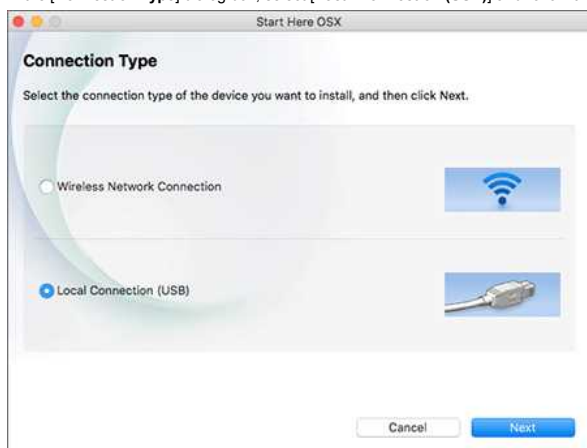 Start Here OSX
Connection Type
Select the connection type of the device you want to install, and then click Next.
Wireless Network Connection
Local Connection (USB)
Cancel
Next